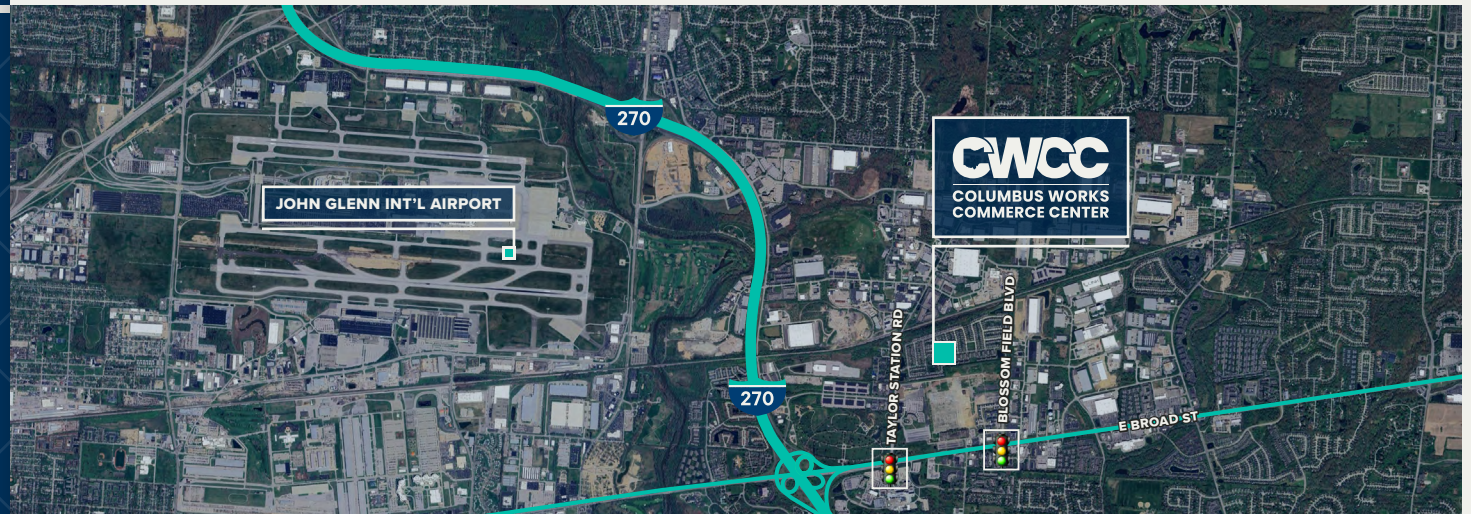 270
CWCC
COLUMBUS WORKS
COMMERCE CENTER
JOHN GLENN INT'L AIRPORT
TAYLOR STATION RD
BLOSSOM FIELD BLVD
270
E BROAD ST